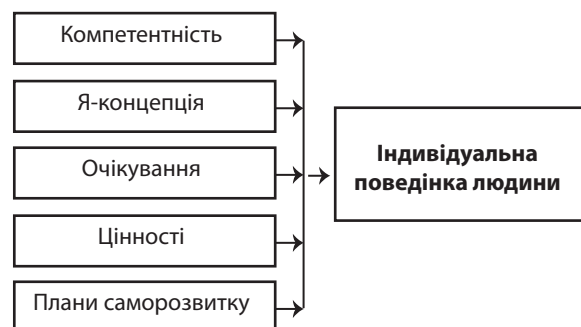 Компетентність
Я-концепція
Очікування
Цінності
Плани саморозвитку
Індивідуальна
поведінка людини